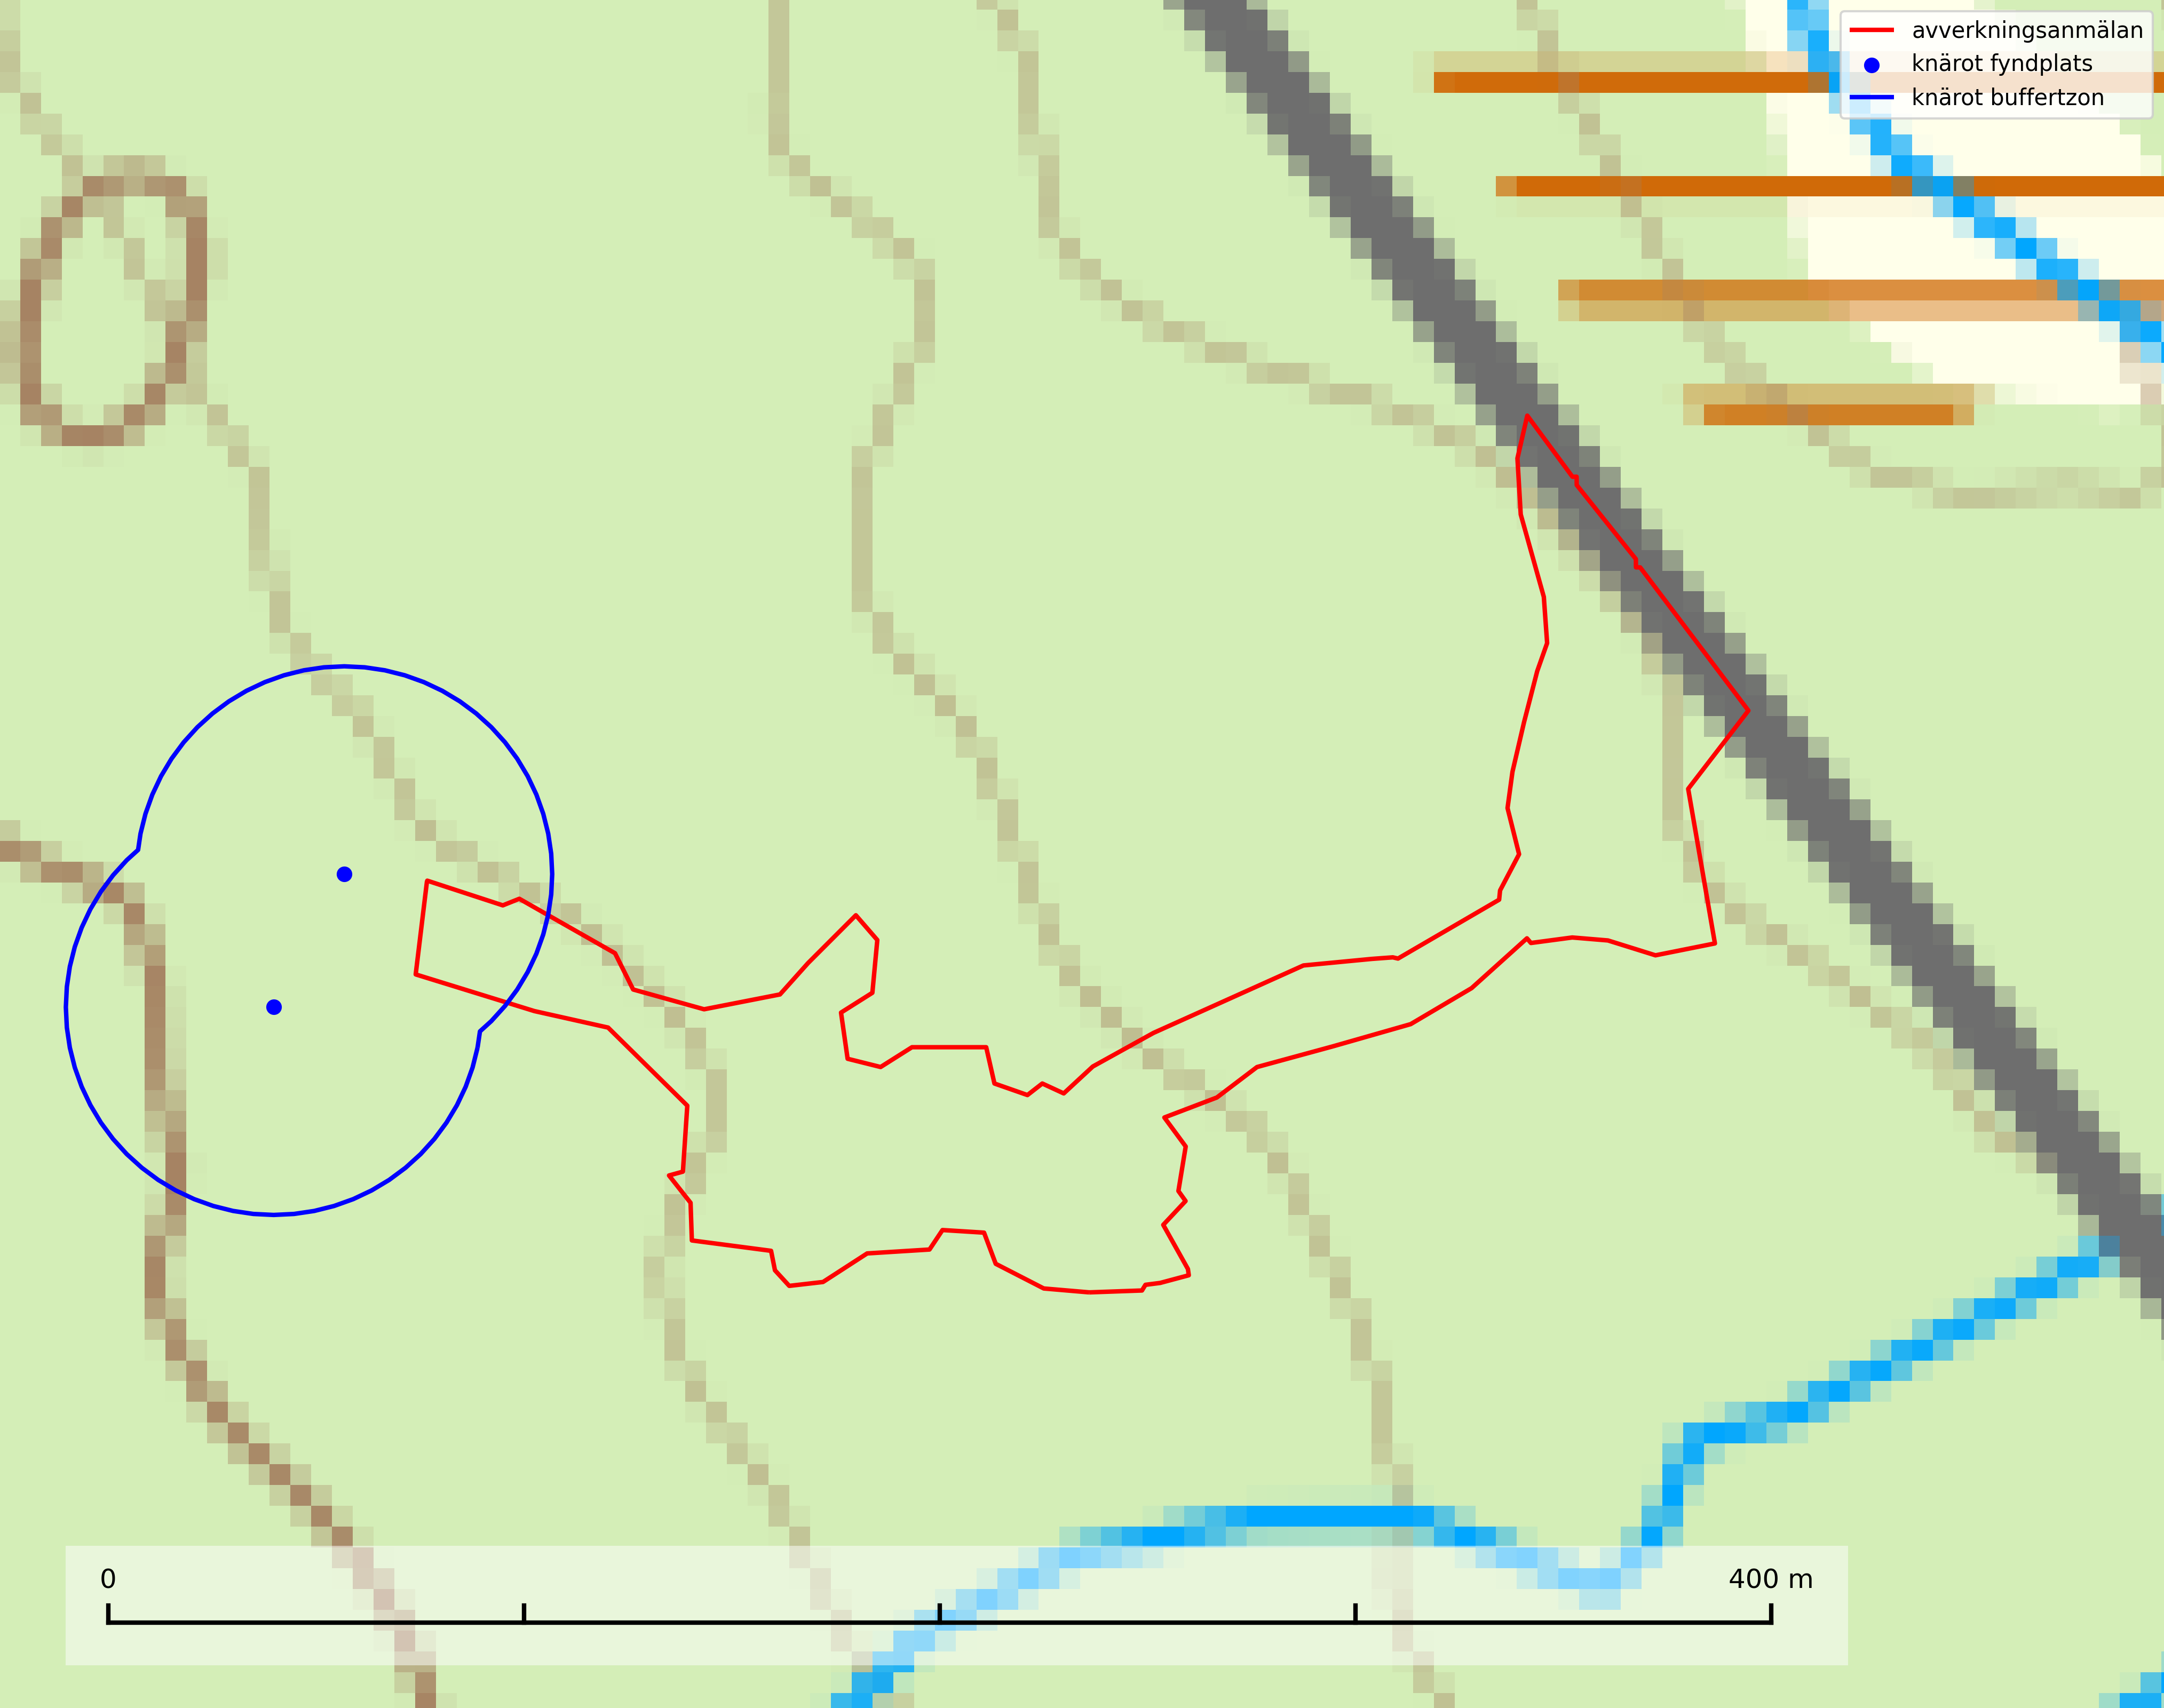 avverkningsanmälan
knärot fyndplats
knärot buffertzon
0
400 m